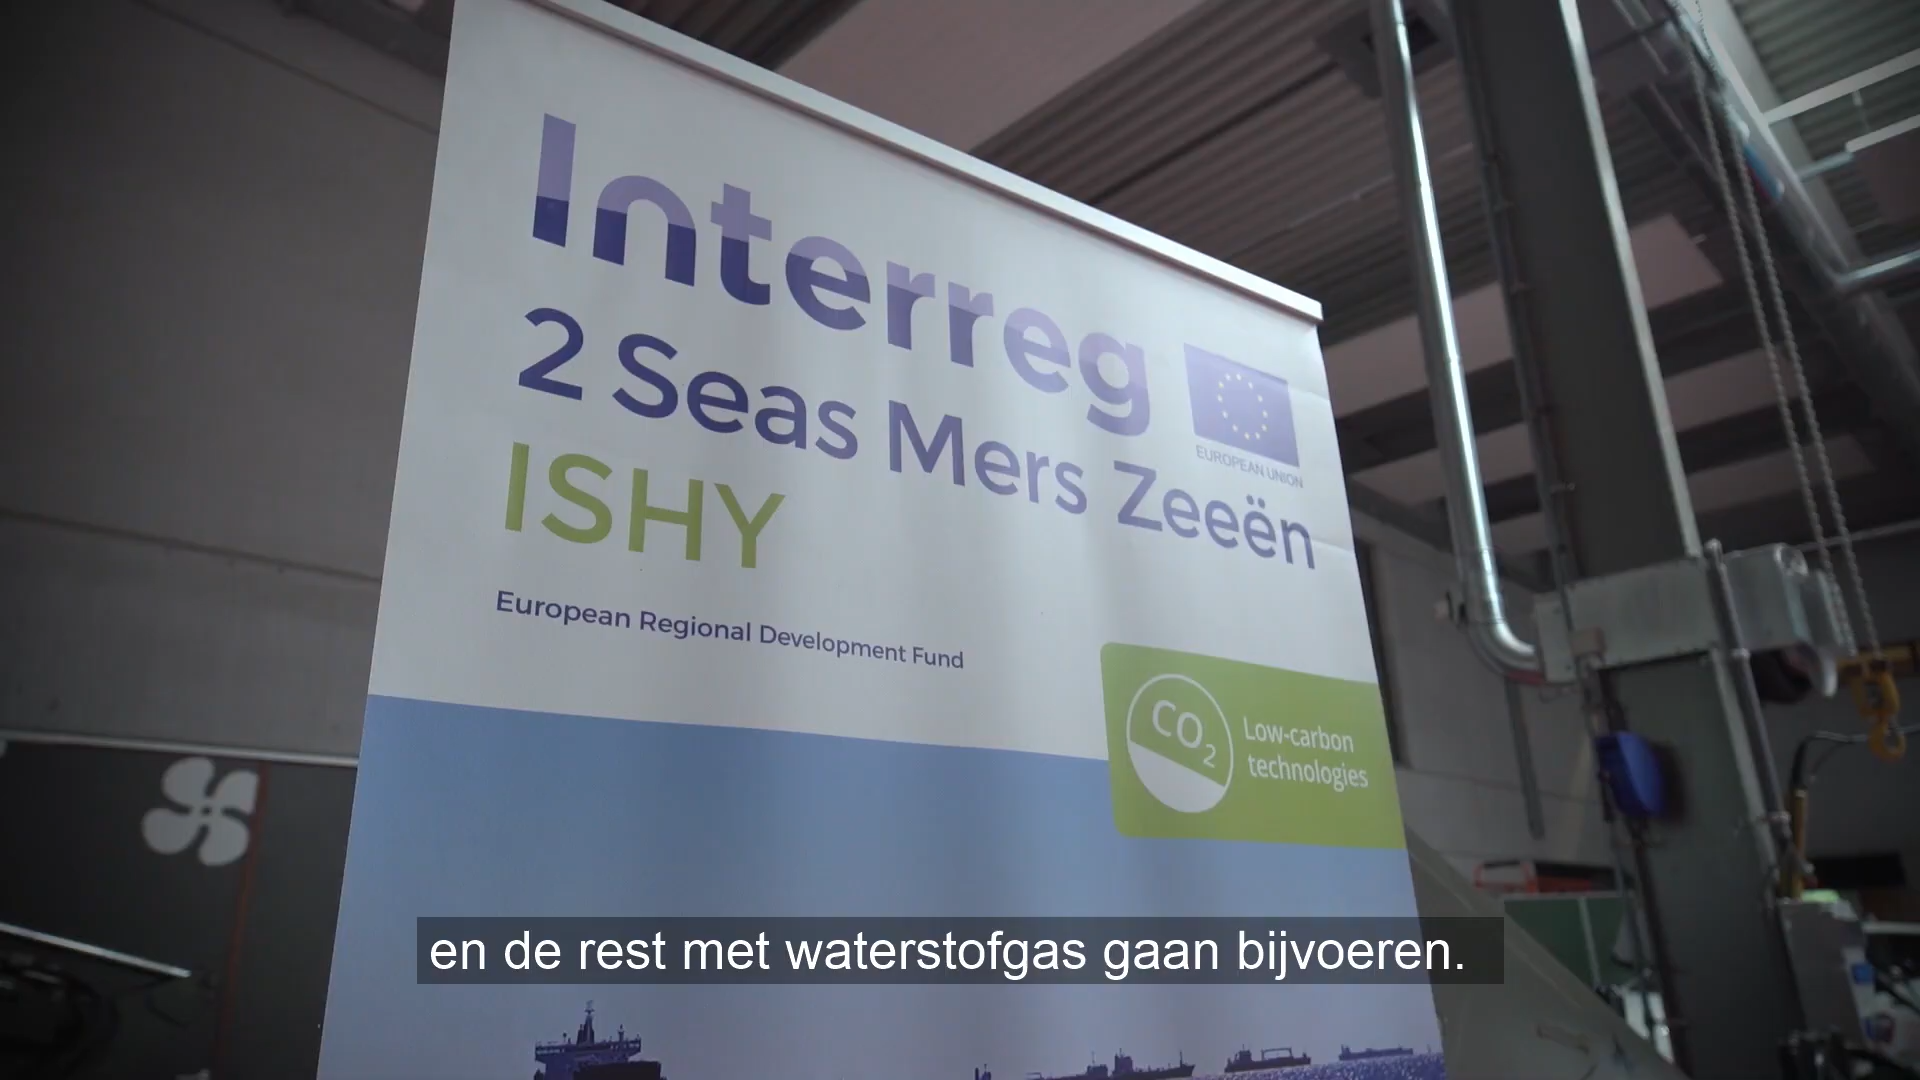 Interreg
EUROPEAN UNION
2 Seas Mers Zeeën
ISHY
European Regional Development Fund
CO2
Low-carbon
technologies
en de rest met waterstofgas gaan bijvoeren.